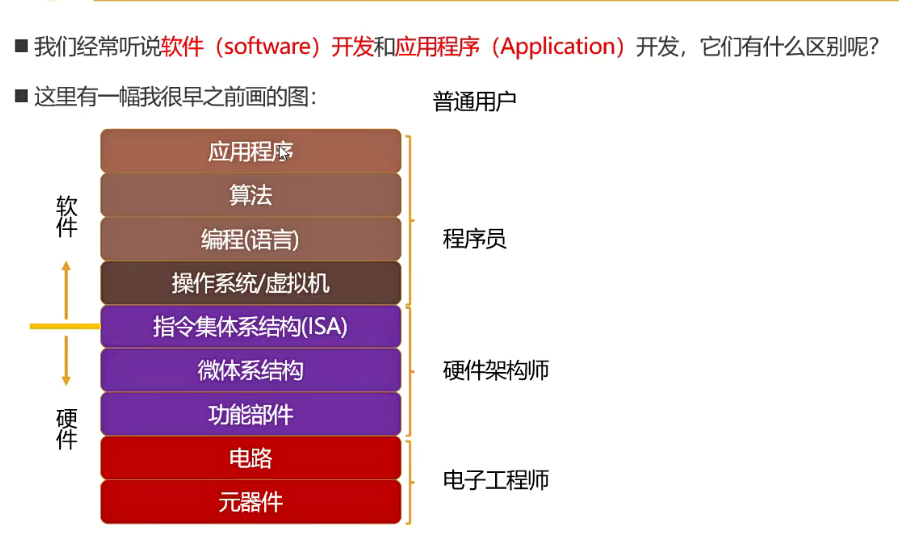 ■ 我们经常听说软件（software）开发和应用程序（Application）开发，它们有什么区别呢？
■ 这里有一幅我很早之前画的图：
普通用户
应用程序
算法
编程(语言)
操作系统/虚拟机
指令集体系结构(ISA)
微体系结构
功能部件
电路
元器件
软件
硬件
程序员
硬件架构师
电子工程师